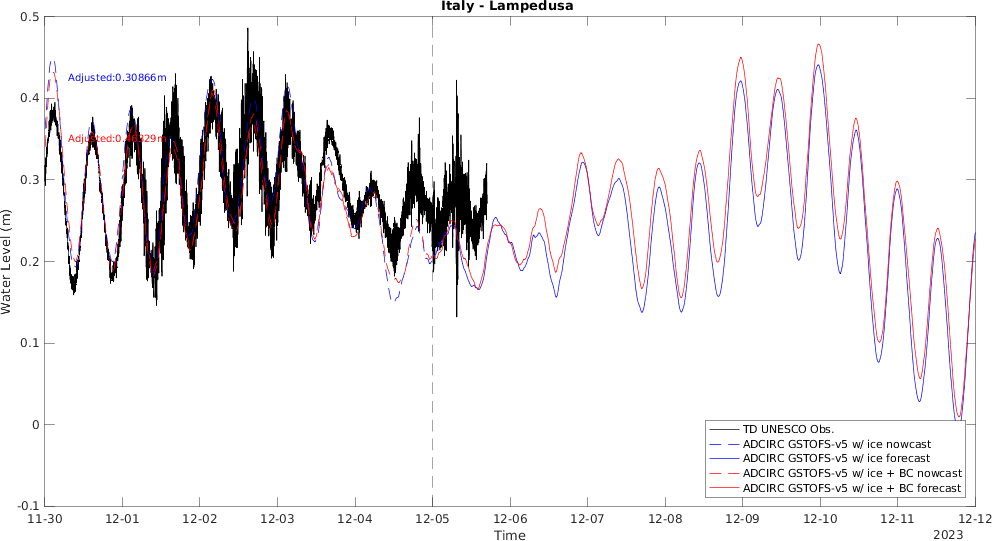 Italy - Lampedusa
Water Level (m)
0.5
0.4
0.3
0.2
0.1
0
-0.1
Adjusted:0.30866m
TD UNESCO Obs.
ADCIRC GSTOFS-v5 w/ ice nowcast
ADCIRC GSTOFS-v5 w/ ice forecast
ADCIRC GSTOFS-v5 w/ ice + BC nowcast
ADCIRC GSTOFS-v5 w/ ice + BC forecast
11-30 12-01 12-02 12-03 12-04 12-05 12-06 12-07 12-08 12-09 12-10 12-11 12-12
Time
2023